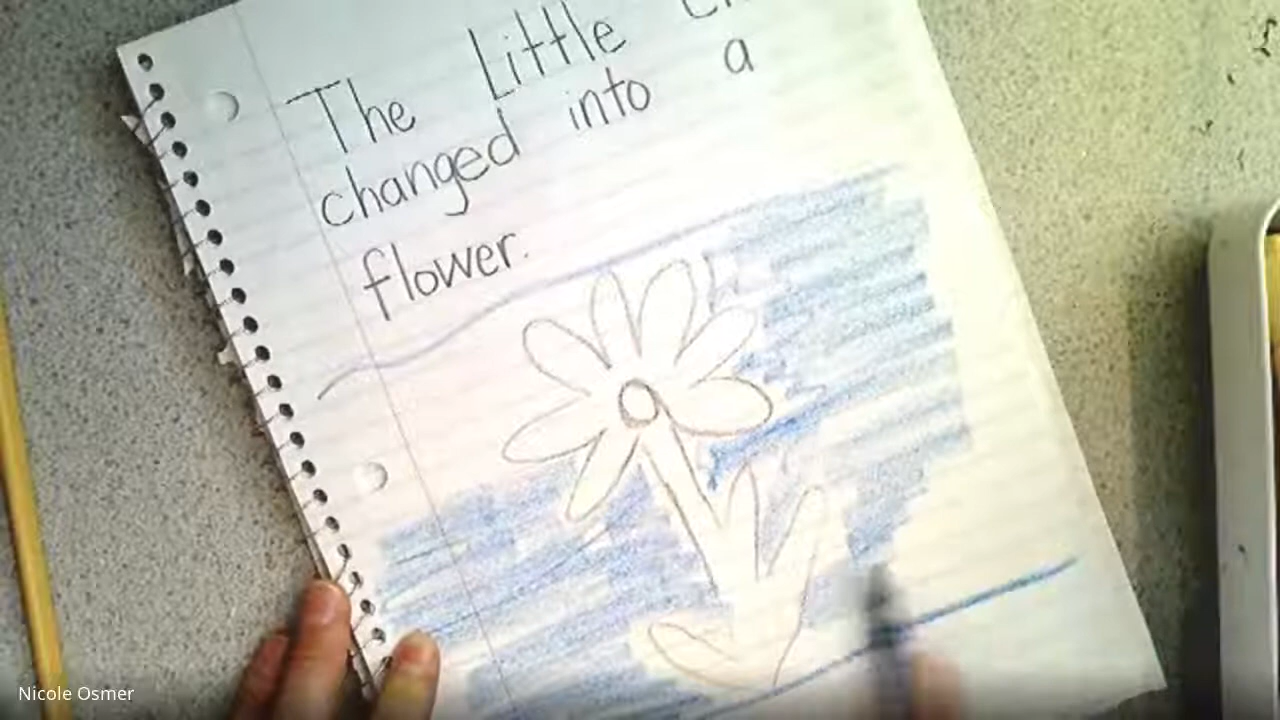 The Little
changed into a
flower.
Nicole Osmer